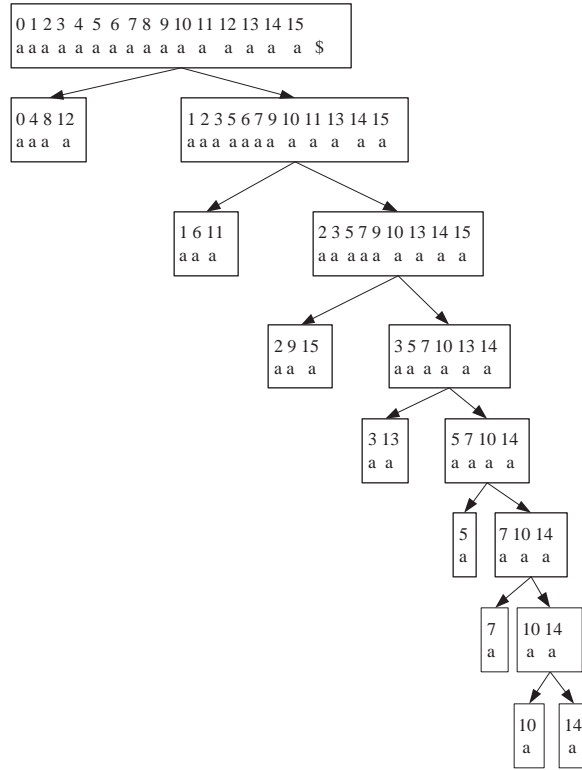 0 1 2 3 4 5 6 7 8 9 10 11 12 13 14 15
a a a a a a a a a a a a a a a a $
0 4 8 12
a a a a
1 2 3 5 6 7 9 10 11 13 14 15
a a a a a a a a a a a a
1 6 11
a a a
2 3 5 7 9 10 13 14 15
a a a a a a a a a
2 9 15
a a a
3 5 7 10 13 14
a a a a a a
3 13
a a
5 7 10 14
a a a a
5
a
7 10 14
a a a
7
a
10 14
a a
10
a
14
a